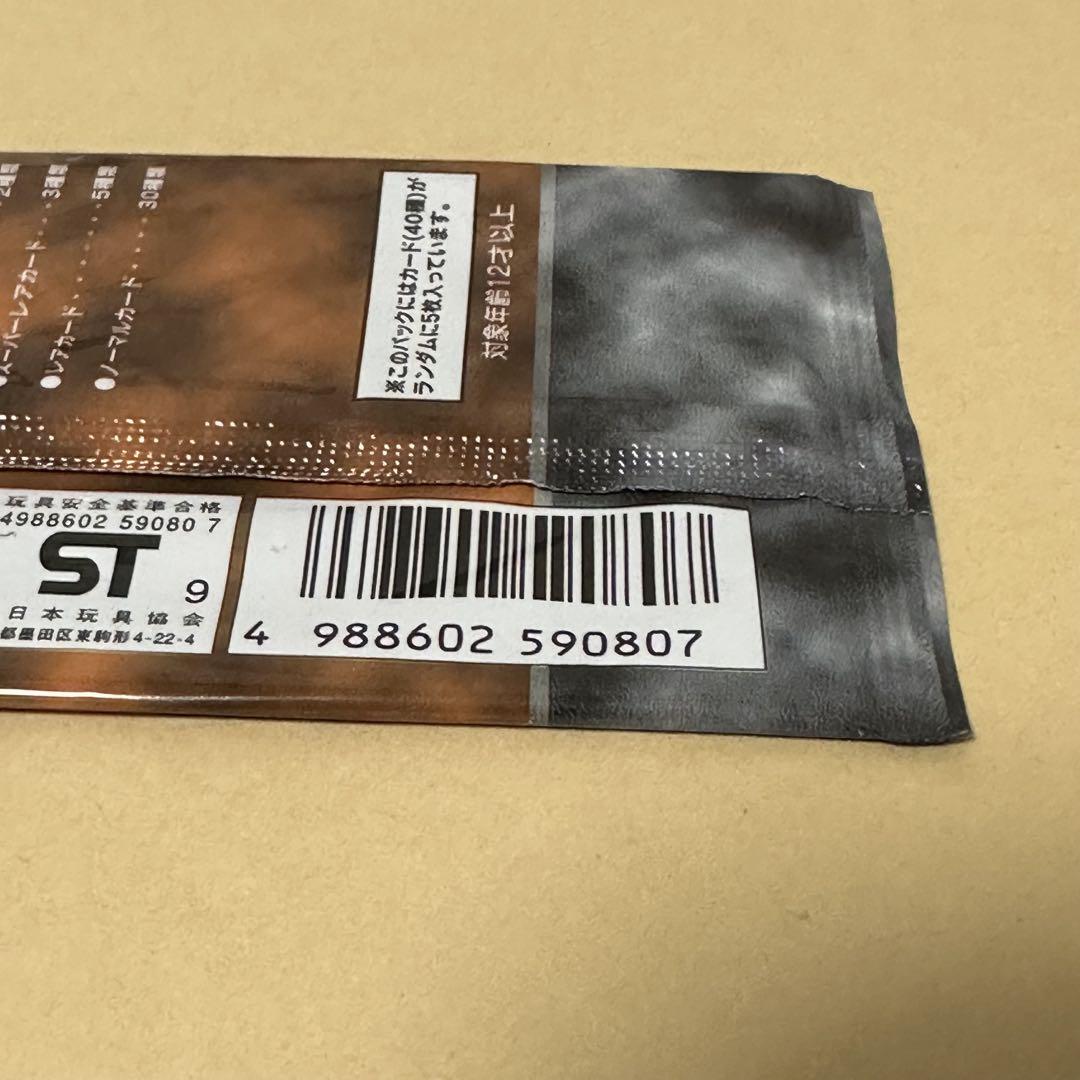 スーパーレアカード・・・3種類
●レアカード・・・・・・・5種類
●ノーマルカード・・・・30種類
※このパックにはカード(40種)が
ランダムに5枚入っています。
対象年齢12才以上
玩具安全基準合格
4988602 59080 7
ST 9
日本玩具協会
都墨田区東駒形4-22-4
4 988602 590807